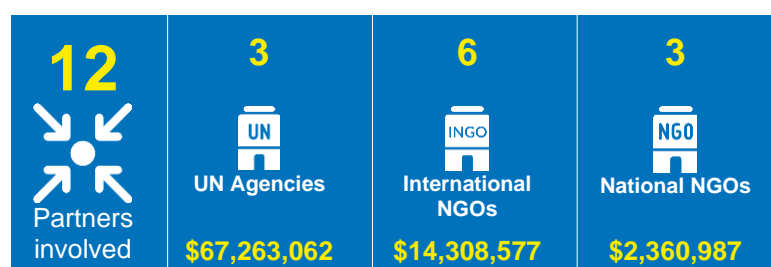 12
Partners
involved
3
UN
UN Agencies
$67,263,062
6
INGO
International
NGOs
$14,308,577
3
NGO
National NGOs
$2,360,987